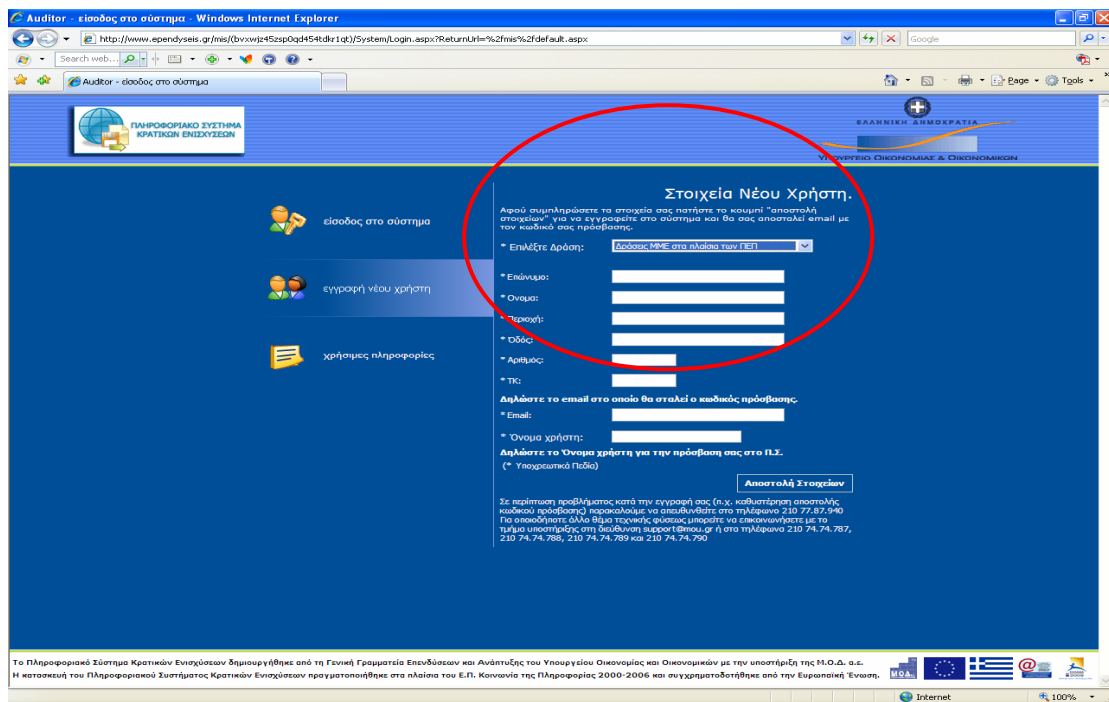 Auditor - είσοδος στο σύστημα - Windows Internet Explorer
http://www.ependyseis.gr/mis/(bvxwjz45zsp0qd454tdkr1qt)/System/Login.aspx?ReturnUrl=%2fmis%2fdefault.aspx
Google
Search web...
Auditor - είσοδος στο σύστημα
Page
Tools
ΠΛΗΡΟΦΟΡΙΑΚΟ ΣΥΣΤΗΜΑ
ΚΡΑΤΙΚΩΝ ΕΝΙΣΧΥΣΕΩΝ
ΕΛΛΗΝΙΚΗ ΔΗΜΟΚΡΑΤΙΑ
ΥΠΟΥΡΓΕΙΟ ΟΙΚΟΝΟΜΙΑΣ & ΟΙΚΟΝΟΜΙΚΩΝ
είσοδος στο σύστημα
εγγραφή νέου χρήστη
χρήσιμες πληροφορίες
Στοιχεία Νέου Χρήστη.
Αφού συμπληρώσετε τα στοιχεία σας πατήστε το κουμπί "αποστολή
στοιχείων" για να εγγραφείτε στο σύστημα και θα σας αποσταλεί email με
τον κωδικό σας πρόσβασης.
* Επιλέξτε Δράση: Δράσεις ΜΜΕ στα πλαίσια των ΠΕΠ
* Επώνυμο:
* Ονομα:
* Περιοχή:
* Όδός:
* Αριθμός:
* ΤΚ:
Δηλώστε το email στο οποίο θα σταλεί ο κωδικός πρόσβασης.
* Email:
* Όνομα χρήστη:
Δηλώστε το Όνομα χρήστη για την πρόσβαση σας στο Π.Σ.
(* Υποχρεωτικά Πεδία)
Αποστολή Στοιχείων
Σε περίπτωση προβλήματος κατά την εγγραφή σας (π.χ. καθυστέρηση αποστολής
κωδικού πρόσβασης) παρακαλούμε να απευθυνθείτε στο τηλέφωνο 210 77.87.940
Για οποιοδήποτε άλλο θέμα τεχνικής φύσεως μπορείτε να επικοινωνήσετε με το
τμήμα υποστήριξης στη διεύθυνση support@mou.gr ή στα τηλέφωνα 210 74.74.787,
210 74.74.788, 210 74.74.789 και 210 74.74.790
Το Πληροφοριακό Σύστημα Κρατικών Ενισχύσεων δημιουργήθηκε από τη Γενική Γραμματεία Επενδύσεων και Ανάπτυξης του Υπουργείου Οικονομίας και Οικονομικών με την υποστήριξη της Μ.Ο.Δ. α.ε.
Η κατασκευή του Πληροφοριακού Συστήματος Κρατικών Ενισχύσεων πραγματοποιήθηκε στα πλαίσια του Ε.Π. Κοινωνία της Πληροφορίας 2000-2006 και συγχρηματοδοτήθηκε από την Ευρωπαϊκή Ένωση.
ΜΟΔ.
Internet
100%